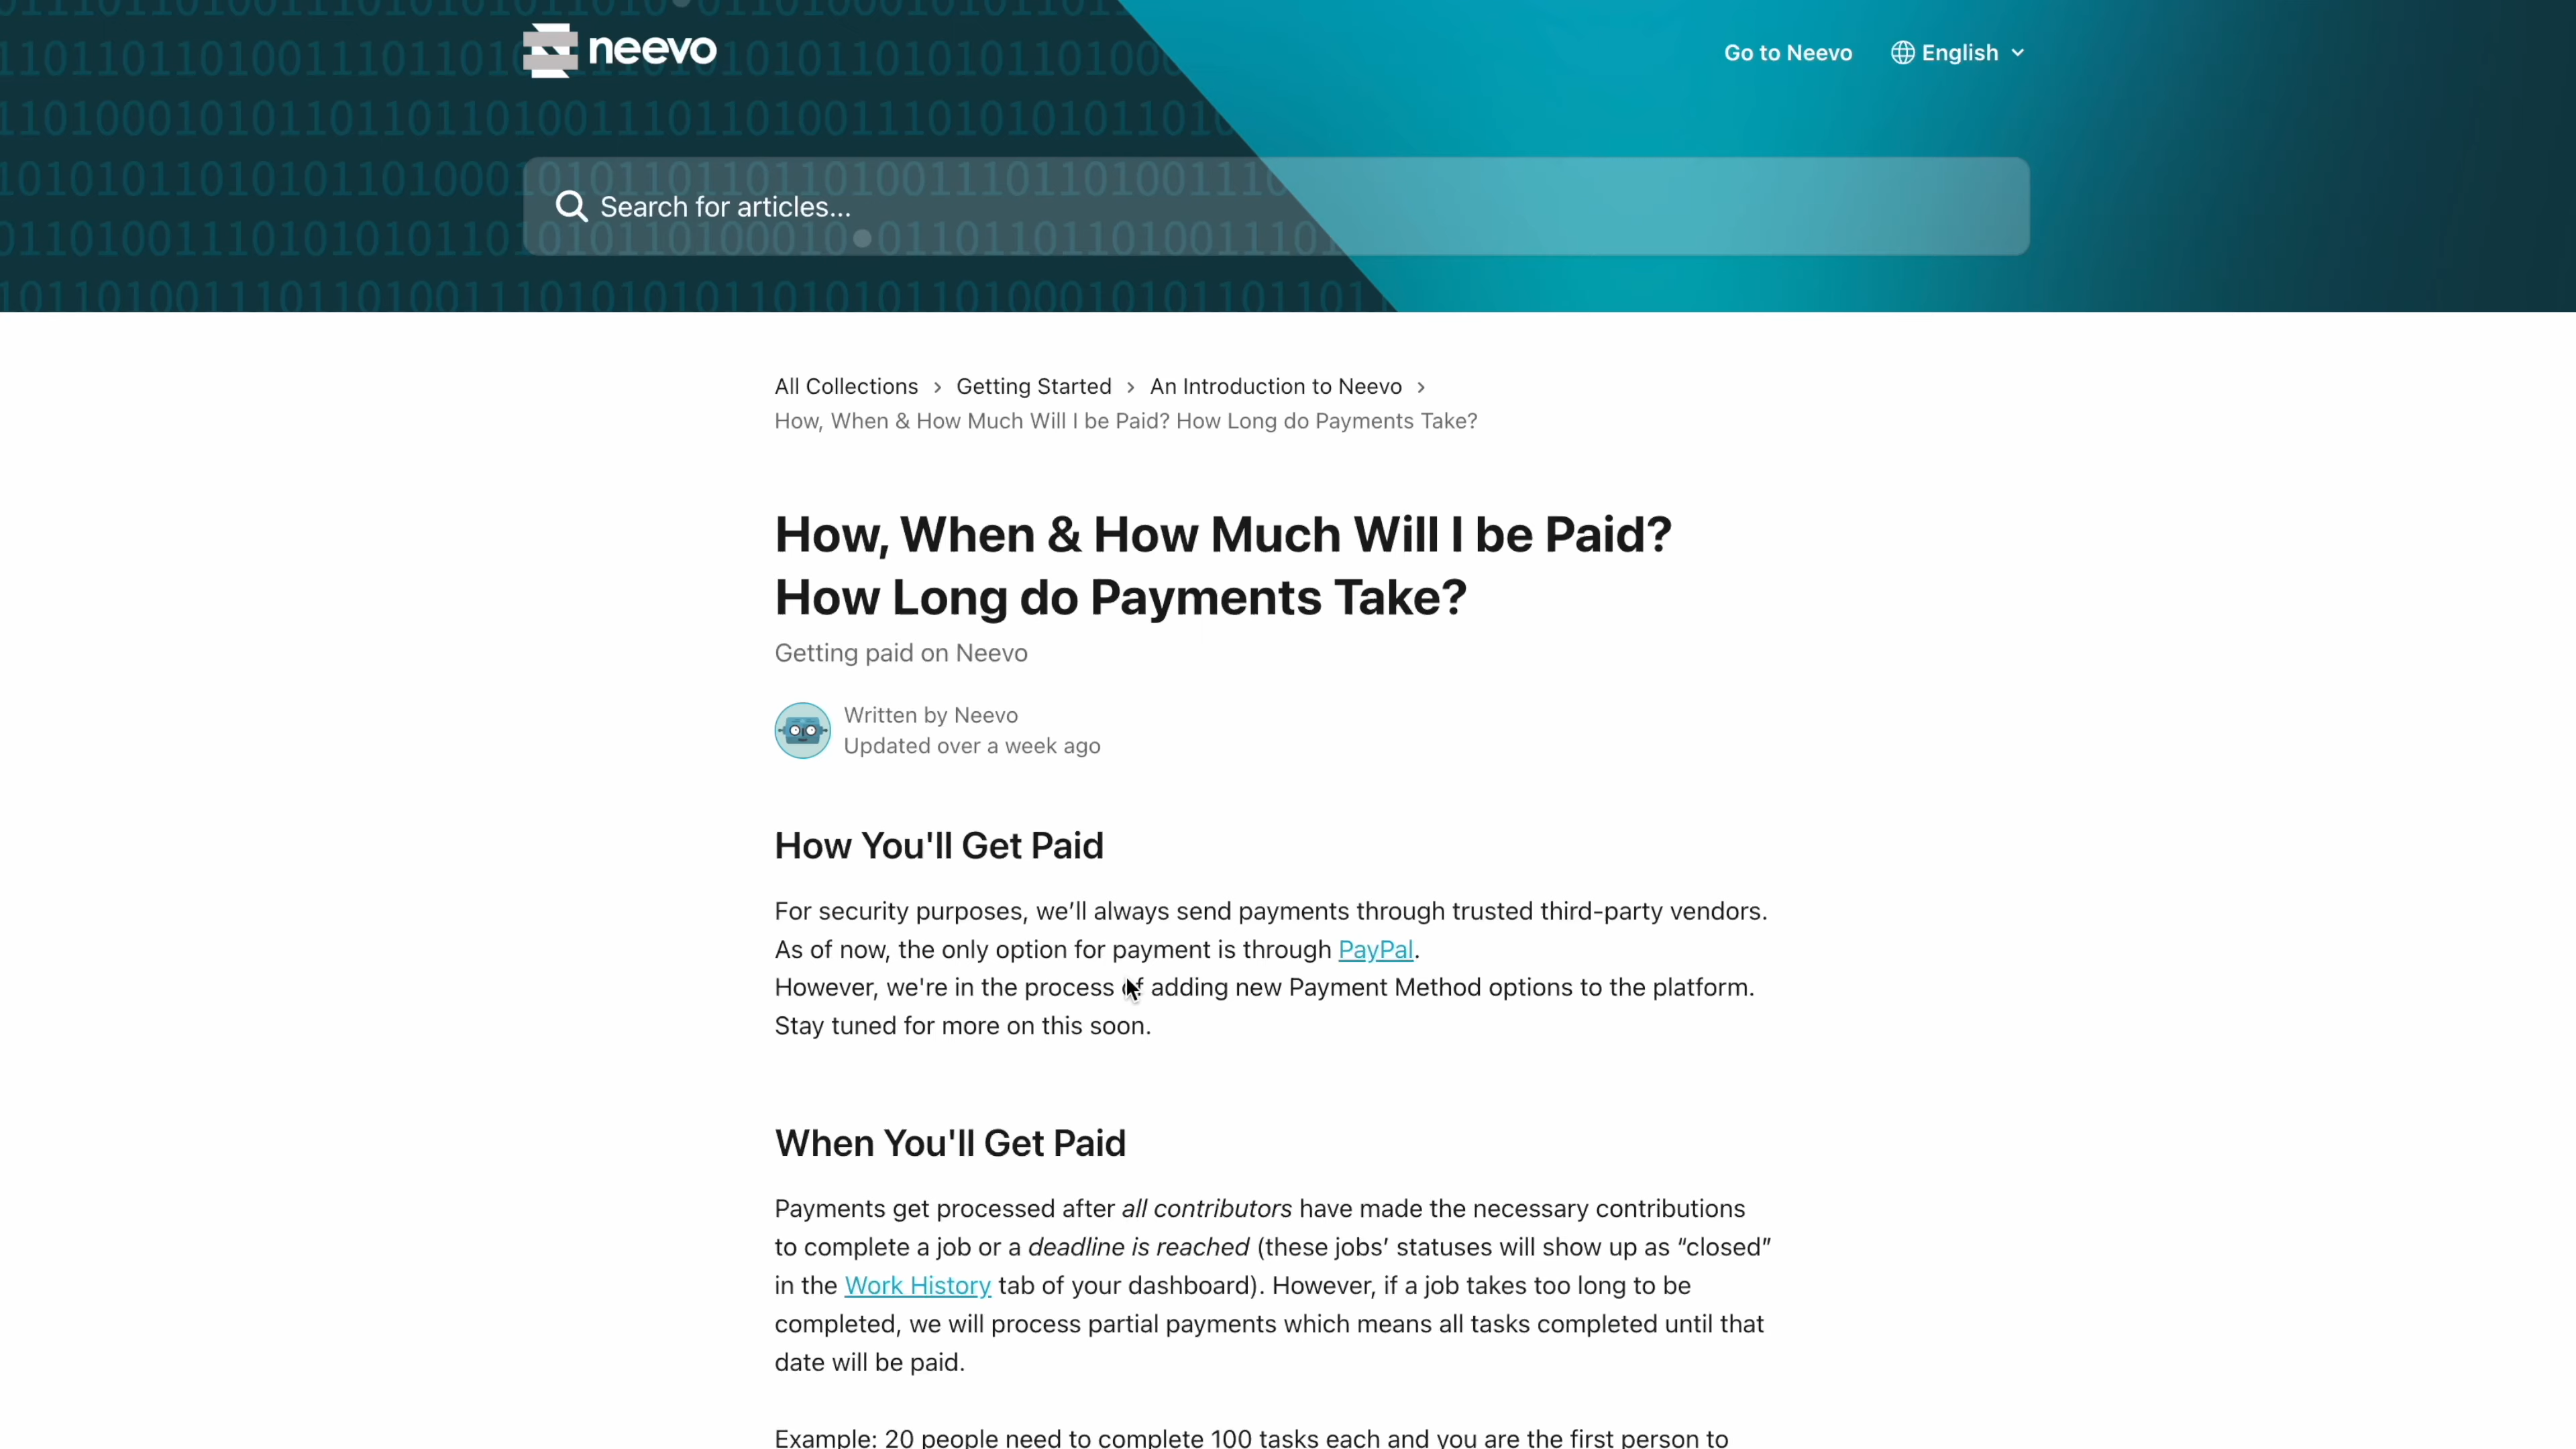 neevo
Go to Neevo
English
Search for articles...
All Collections > Getting Started > An Introduction to Neevo >
How, When & How Much Will I be Paid? How Long do Payments Take?
How, When & How Much Will I be Paid?
How Long do Payments Take?
Getting paid on Neevo
Written by Neevo
Updated over a week ago
How You'll Get Paid
For security purposes, we’ll always send payments through trusted third-party vendors.
As of now, the only option for payment is through PayPal.
However, we're in the process of adding new Payment Method options to the platform.
Stay tuned for more on this soon.
When You'll Get Paid
Payments get processed after all contributors have made the necessary contributions
to complete a job or a deadline is reached (these jobs’ statuses will show up as “closed”
in the Work History tab of your dashboard). However, if a job takes too long to be
completed, we will process partial payments which means all tasks completed until that
date will be paid.
Example: 20 people need to complete 100 tasks each and you are the first person to